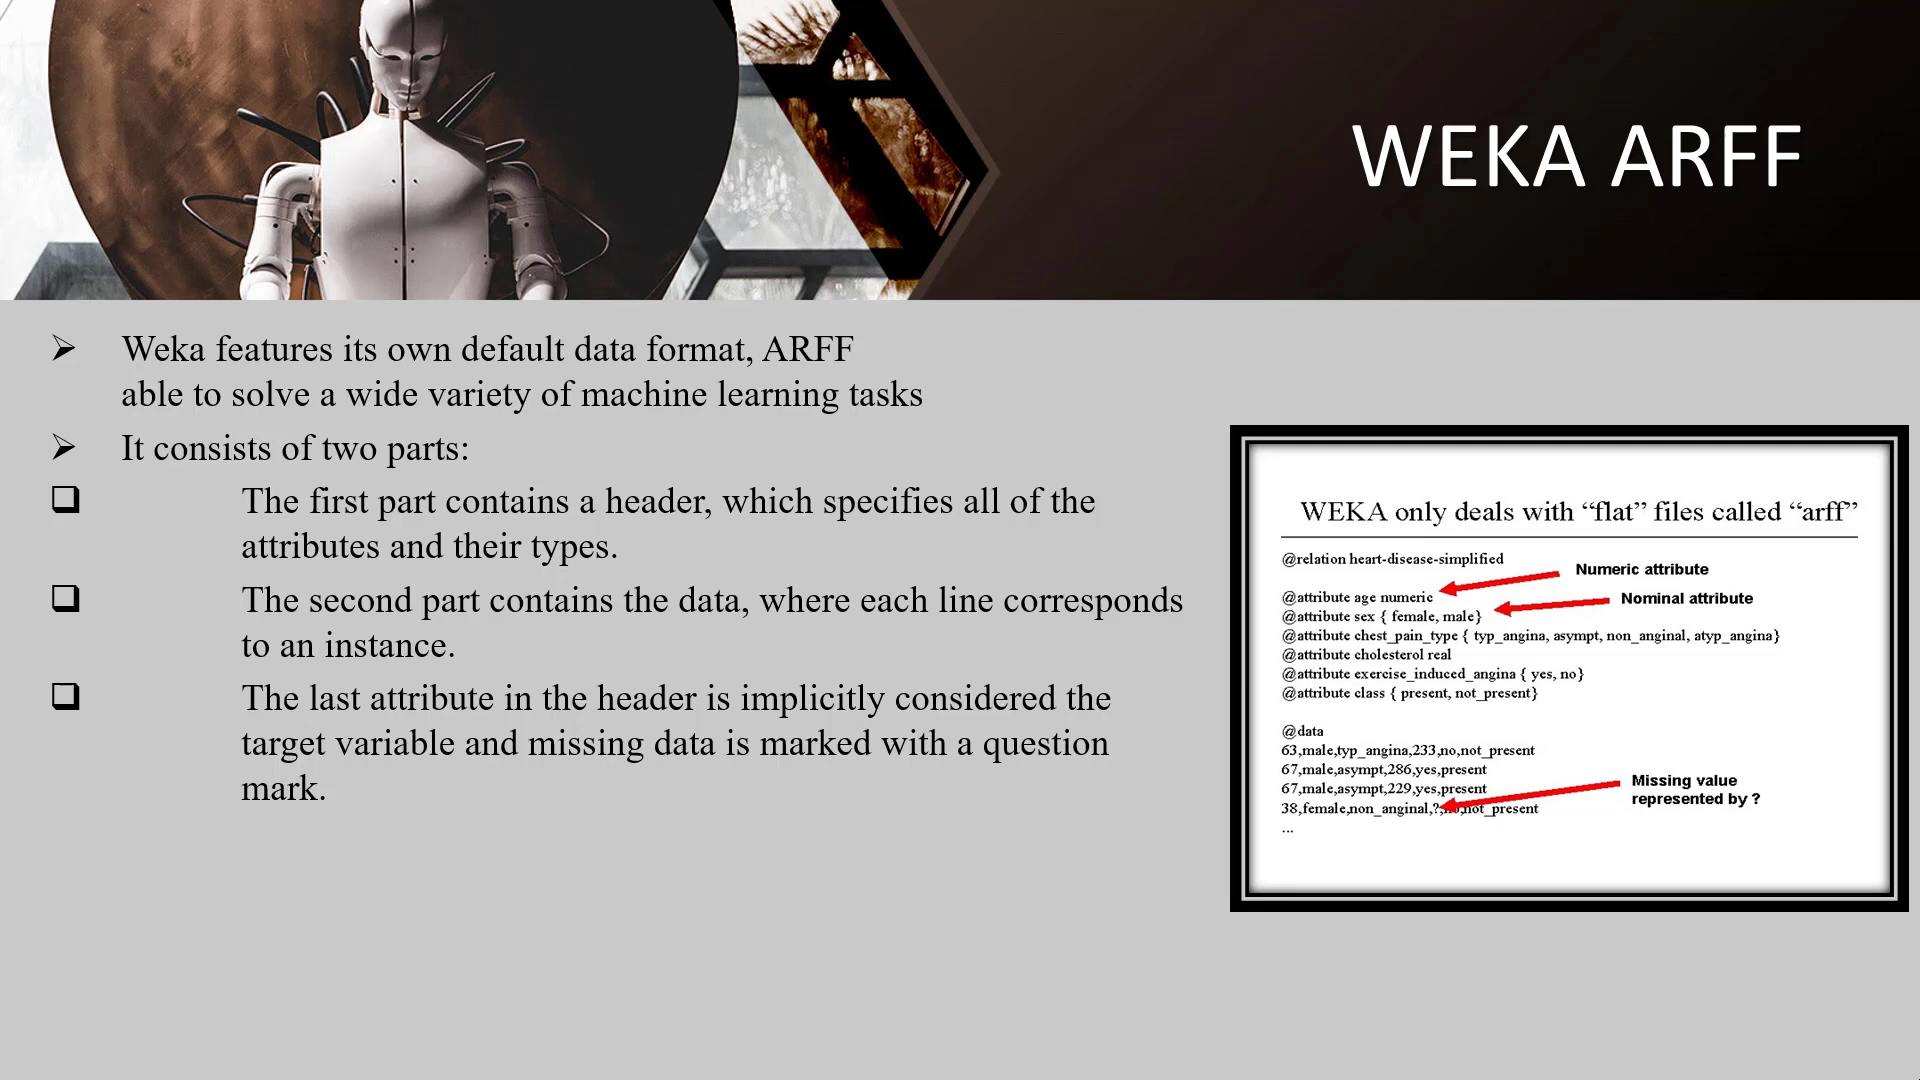 WEKA ARFF
Weka features its own default data format, ARFF
able to solve a wide variety of machine learning tasks
It consists of two parts:
The first part contains a header, which specifies all of the
attributes and their types.
The second part contains the data, where each line corresponds
to an instance.
The last attribute in the header is implicitly considered the
target variable and missing data is marked with a question
mark.
WEKA only deals with “flat” files called “arff”
@relation heart-disease-simplified
Numeric attribute
@attribute age numeric
Nominal attribute
@attribute sex { female, male}
@attribute chest_pain_type { typ_angina, asympt, non_anginal, atyp_angina}
@attribute cholesterol real
@attribute exercise_induced_angina { yes, no}
@attribute class { present, not_present}
@data
63,male,typ_angina,233,no,not_present
67,male,asympt,286,yes,present
67,male,asympt,229,yes,present
38,female,non_anginal,?,no,not_present
...
Missing value
represented by ?